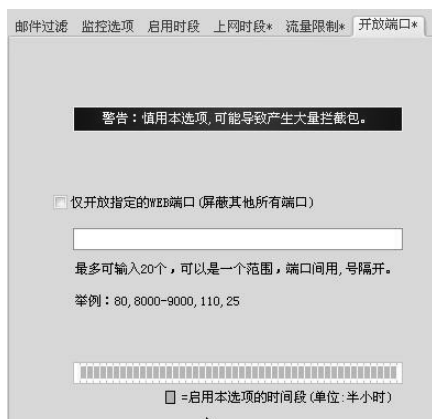 邮件过滤 监控选项 启用时段 上网时段* 流量限制* 开放端口*
警告：慎用本选项,可能导致产生大量拦截包。
仅开放指定的WEB端口(屏蔽其他所有端口)
最多可输入20个，可以是一个范围，端口间用,号隔开。
举例：80,8000-9000,110,25
=启用本选项的时间段(单位:半小时)